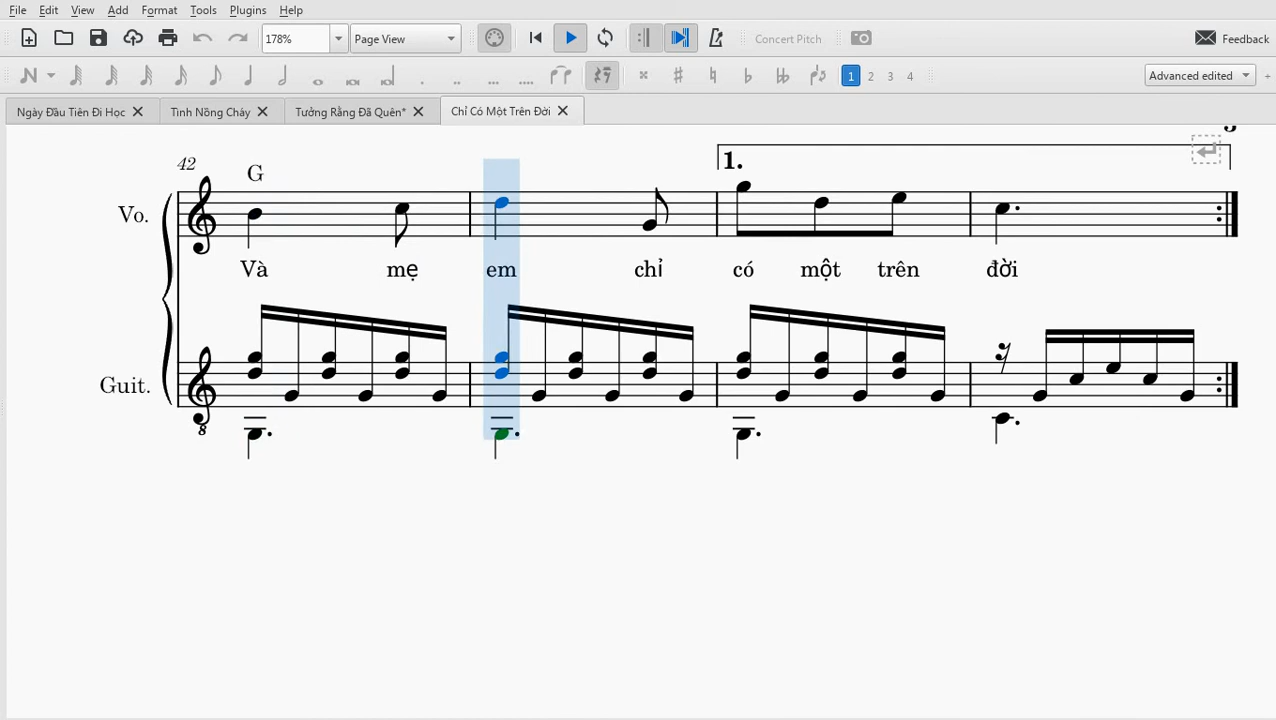 File Edit View Add Format Tools Plugins Help
178% Page View Concert Pitch Feedback
1 2 3 4 Advanced edited
Ngày Đầu Tiên Đi Học Tình Nồng Cháy Tưởng Rằng Đã Quên* Chỉ Có Một Trên Đời
42 G 1.
Vo.
Và mẹ em chỉ có một trên đời
Guit.
8